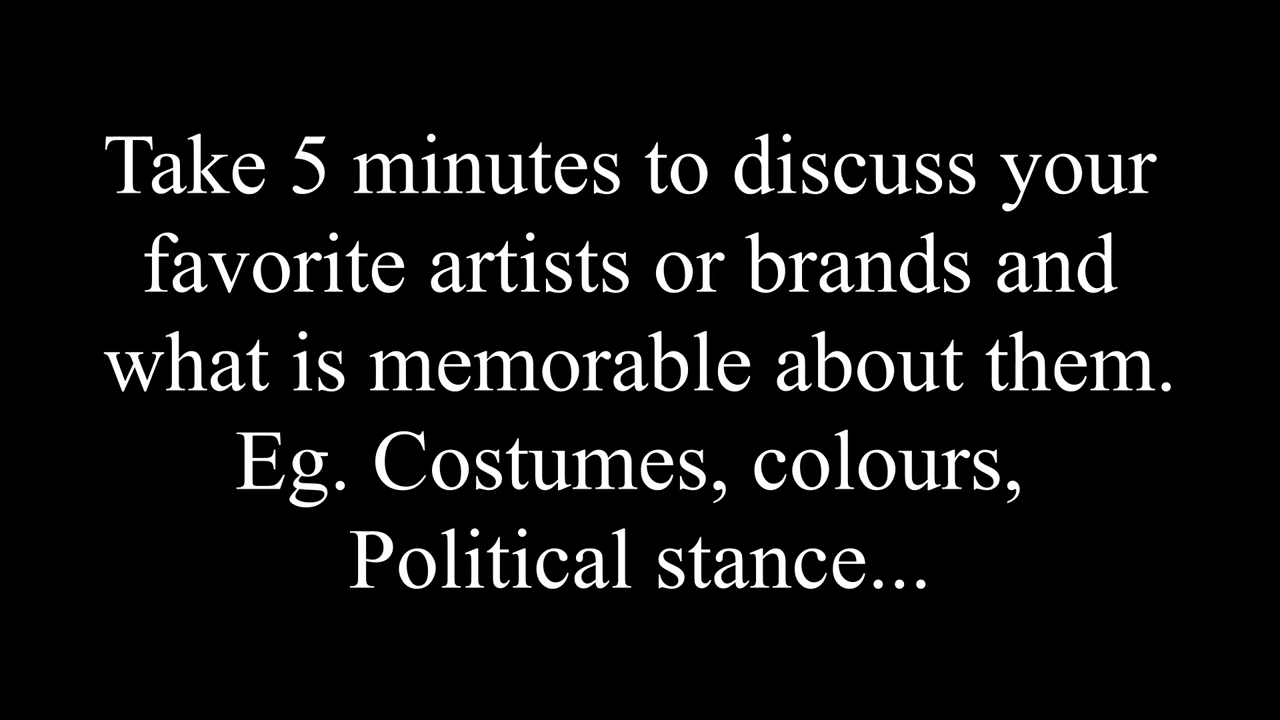 Take 5 minutes to discuss your
favorite artists or brands and
what is memorable about them.
Eg. Costumes, colours,
Political stance...